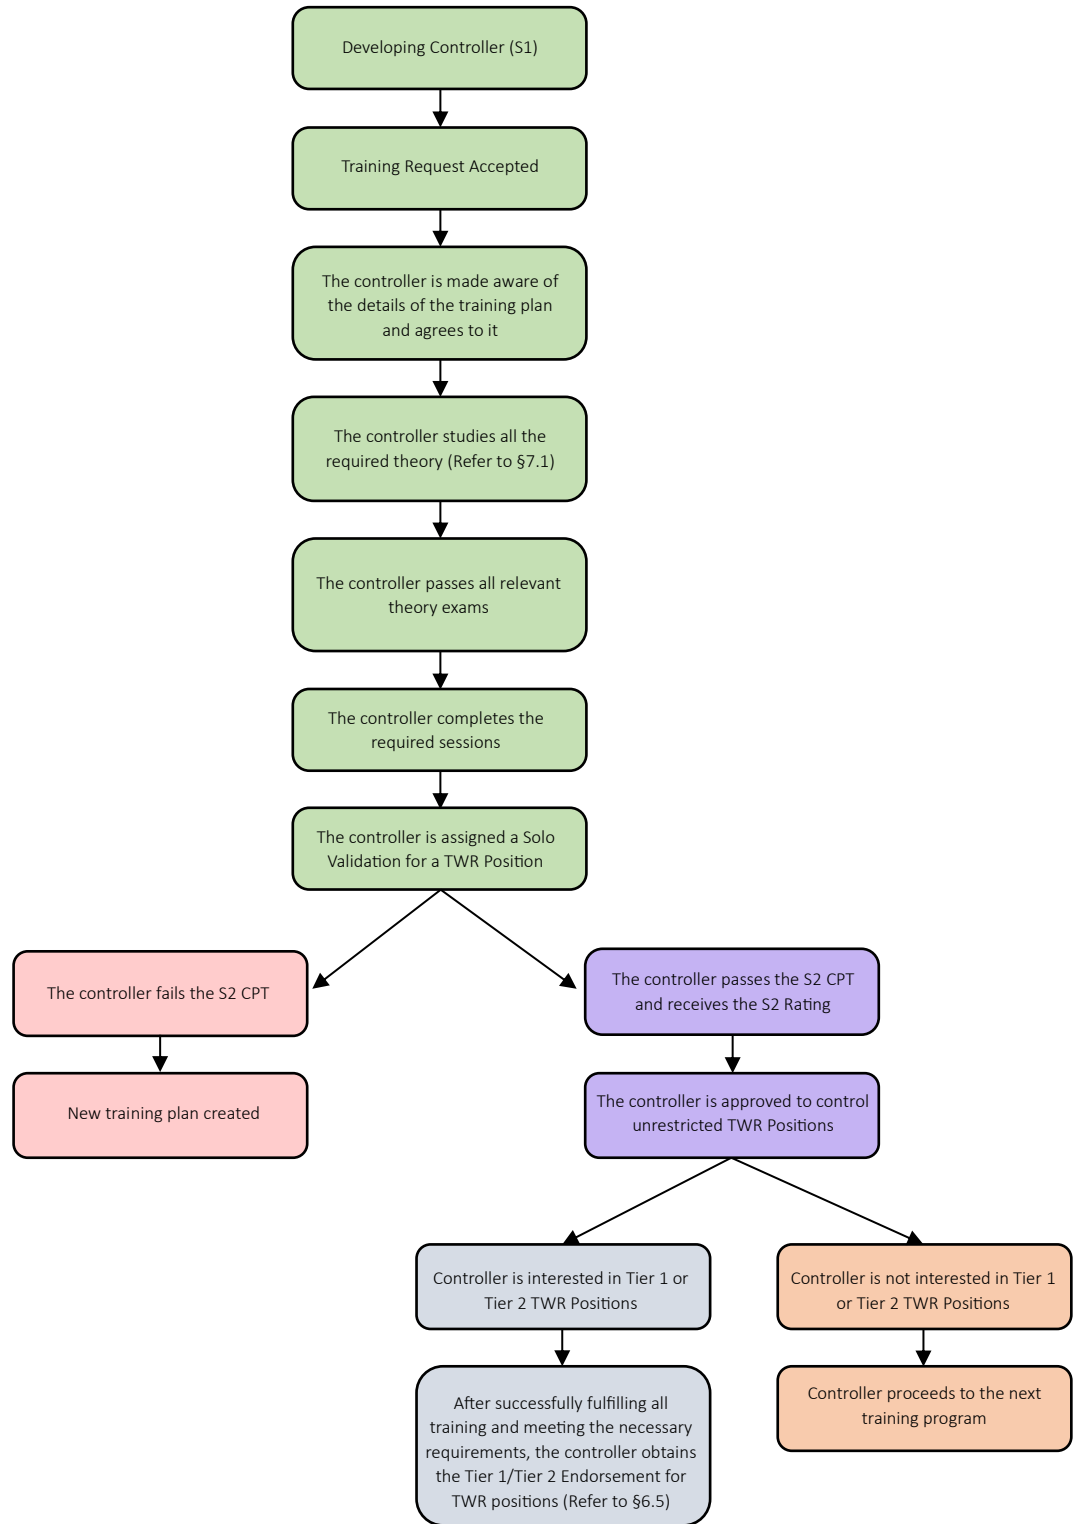 Developing Controller (S1)
Training Request Accepted
The controller is made aware of
the details of the training plan
and agrees to it
The controller studies all the
required theory (Refer to §7.1)
The controller passes all relevant
theory exams
The controller completes the
required sessions
The controller is assigned a Solo
Validation for a TWR Position
The controller fails the S2 CPT
New training plan created
The controller passes the S2 CPT
and receives the S2 Rating
The controller is approved to control
unrestricted TWR Positions
Controller is interested in Tier 1 or
Tier 2 TWR Positions
After successfully fulfilling all
training and meeting the necessary
requirements, the controller obtains
the Tier 1/Tier 2 Endorsement for
TWR positions (Refer to §6.5)
Controller is not interested in Tier 1
or Tier 2 TWR Positions
Controller proceeds to the next
training program